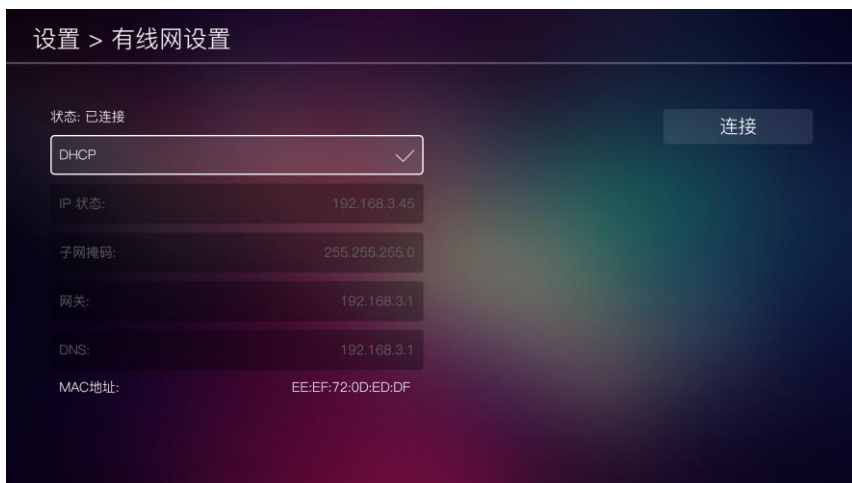 设置 > 有线网设置
状态: 已连接
连接
DHCP
IP 状态: 192.168.3.45
子网掩码: 255.255.255.0
网关: 192.168.3.1
DNS: 192.168.3.1
MAC地址: EE:EF:72:0D:ED:DF